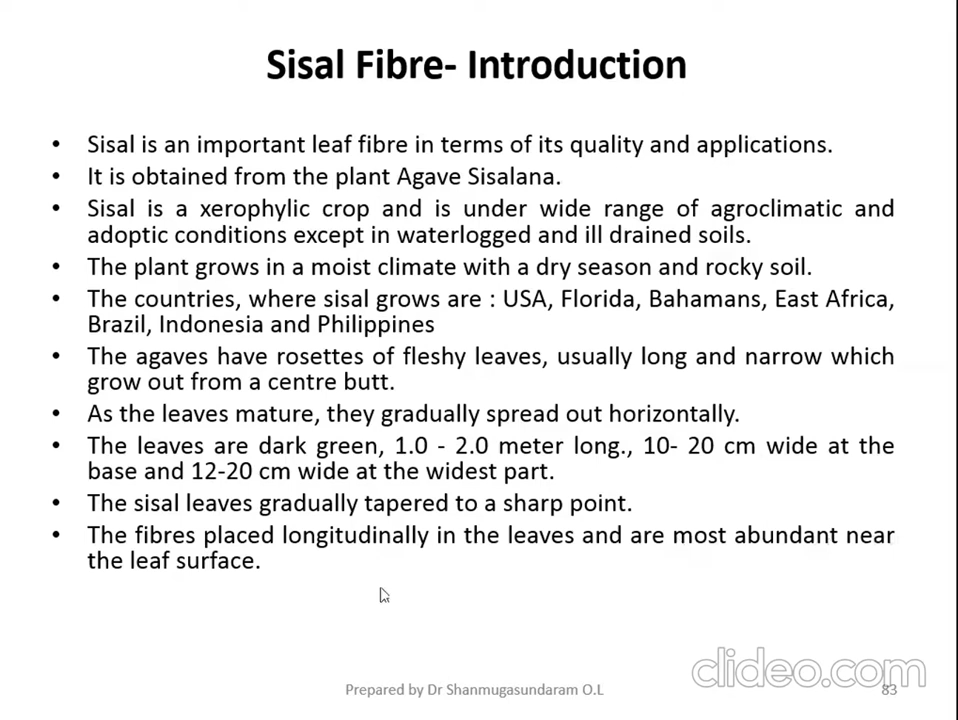 Sisal Fibre- Introduction
• Sisal is an important leaf fibre in terms of its quality and applications.
• It is obtained from the plant Agave Sisalana.
• Sisal is a xerophylic crop and is under wide range of agroclimatic and
adoptic conditions except in waterlogged and ill drained soils.
• The plant grows in a moist climate with a dry season and rocky soil.
• The countries, where sisal grows are : USA, Florida, Bahamans, East Africa,
Brazil, Indonesia and Philippines
• The agaves have rosettes of fleshy leaves, usually long and narrow which
grow out from a centre butt.
• As the leaves mature, they gradually spread out horizontally.
• The leaves are dark green, 1.0 - 2.0 meter long., 10- 20 cm wide at the
base and 12-20 cm wide at the widest part.
• The sisal leaves gradually tapered to a sharp point.
• The fibres placed longitudinally in the leaves and are most abundant near
the leaf surface.
clideo.com
Prepared by Dr Shanmugasundaram O.L
83